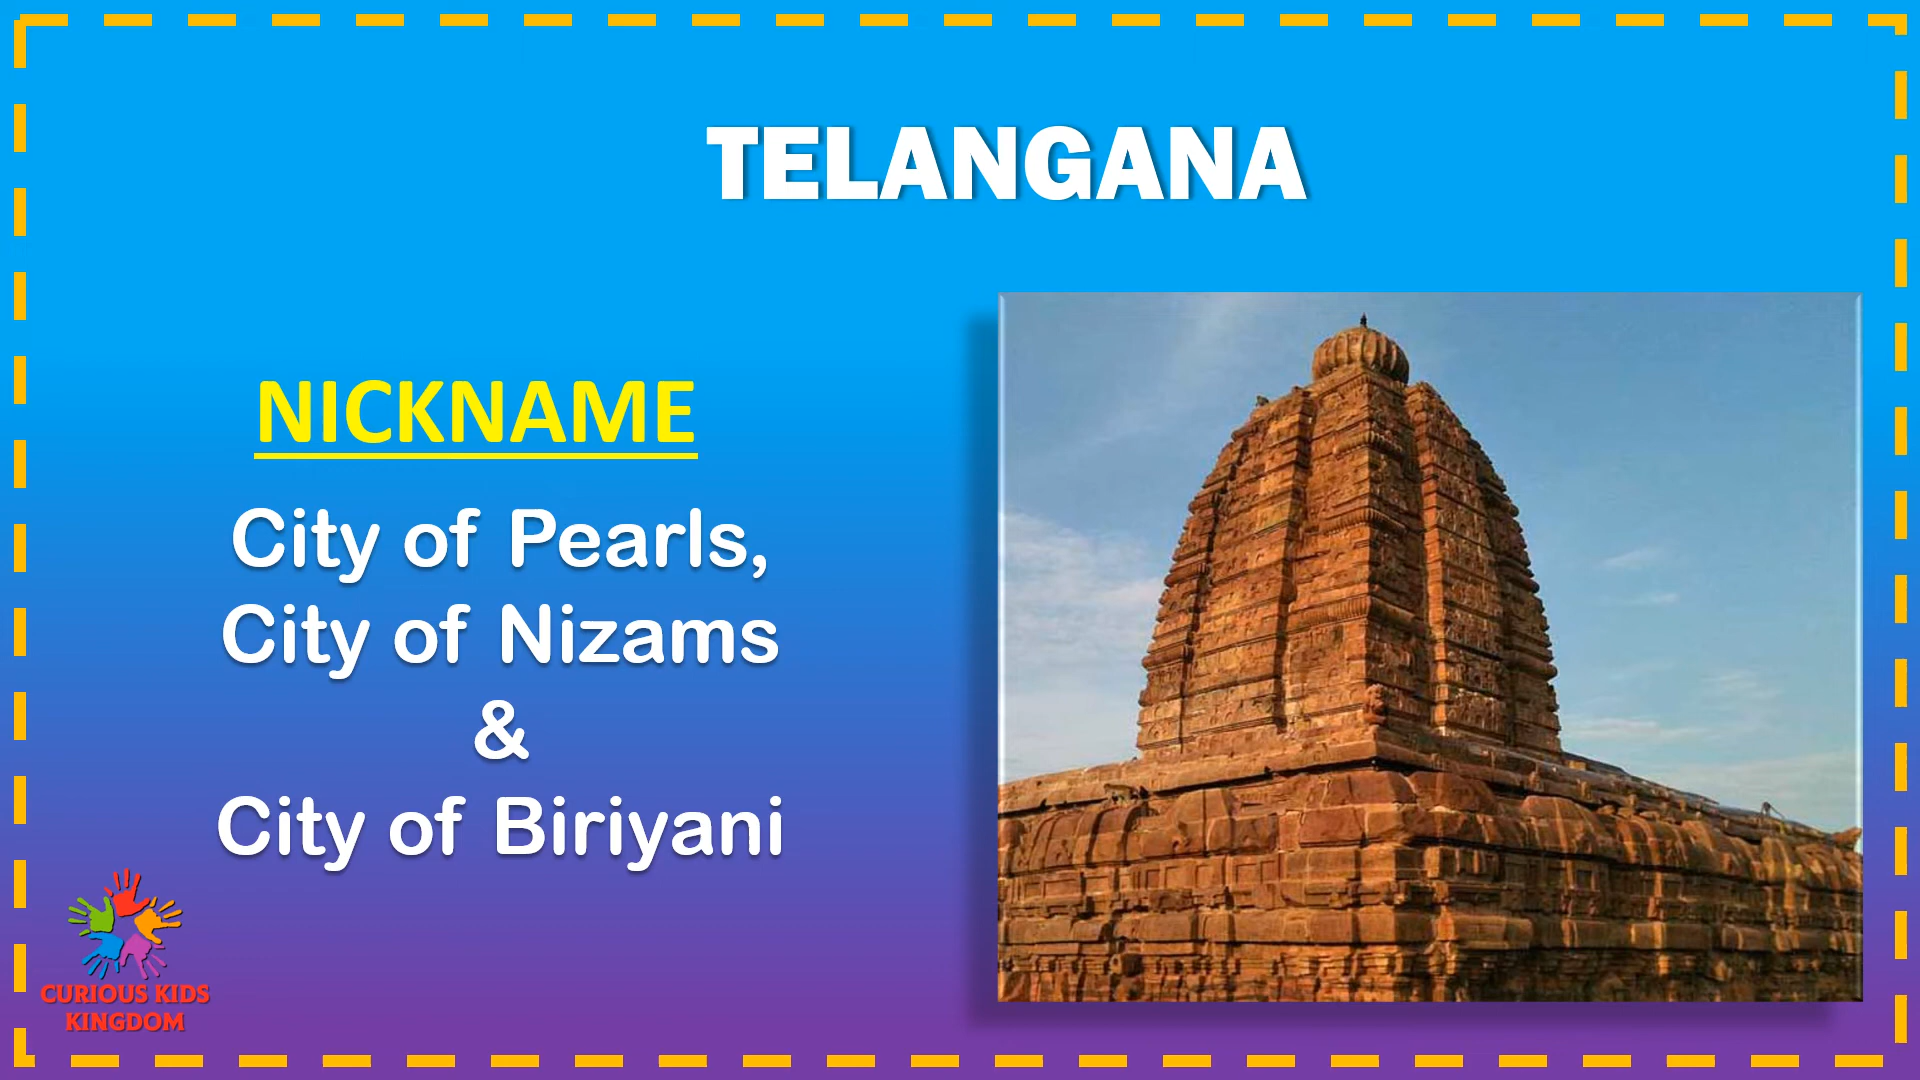 TELANGANA
NICKNAME
City of Pearls,
City of Nizams
&
City of Biriyani
CURIOUS KIDS
KINGDOM